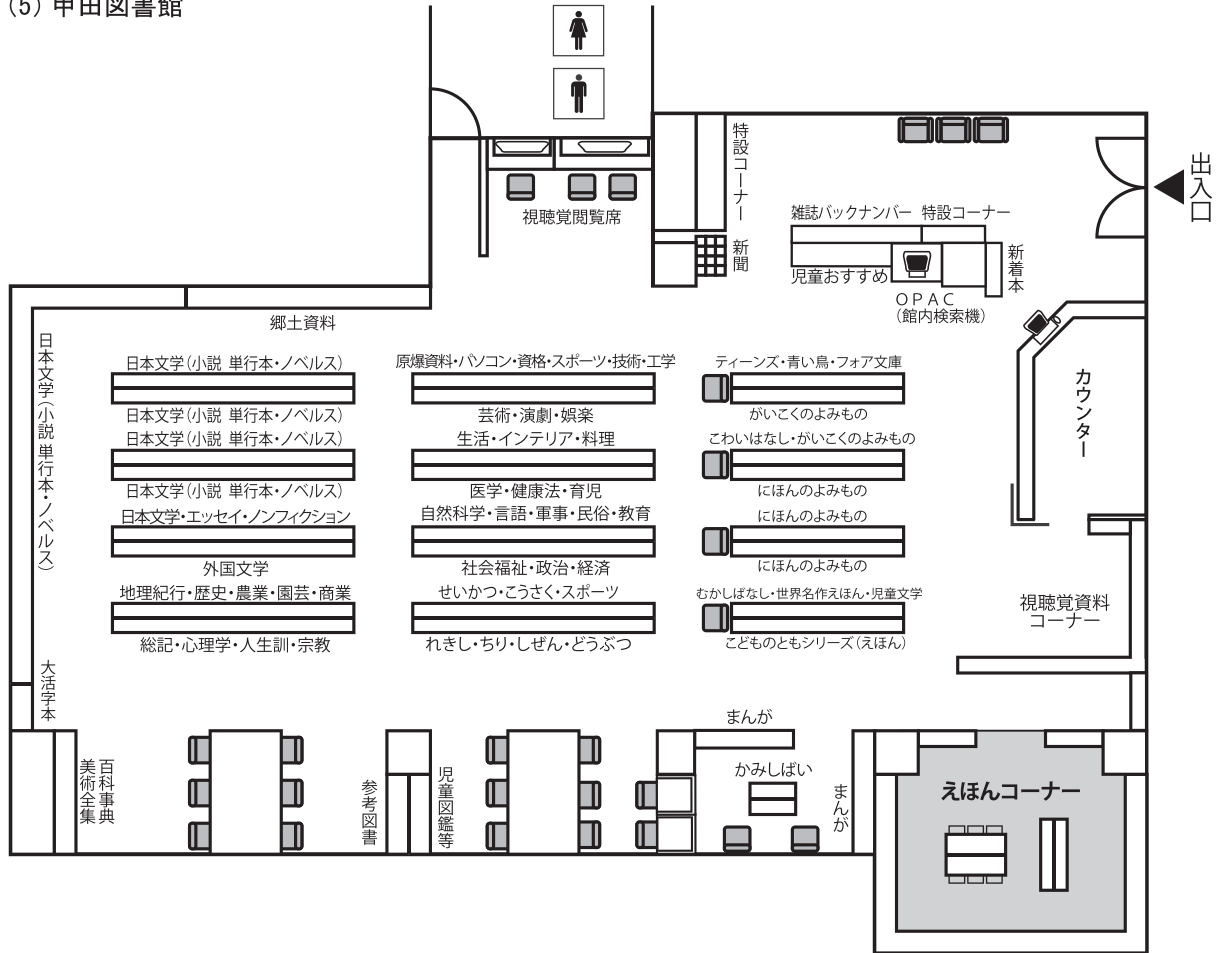 (5) 甲田図書館
特設コーナー
新聞
視聴覚閲覧席
雑誌バックナンバー
特設コーナー
児童おすすめ
新着本
OPAC
(館内検索機)
出入口
郷土資料
日本文学(小説 単行本・ノベルス)
日本文学(小説 単行本・ノベルス)
日本文学(小説 単行本・ノベルス)
日本文学(小説 単行本・ノベルス)
日本文学(小説 単行本・ノベルス)
日本文学・エッセイ・ノンフィクション
外国文学
地理紀行・歴史・農業・園芸・商業
総記・心理学・人生訓・宗教
原爆資料・パソコン・資格・スポーツ・技術・工学
芸術・演劇・娯楽
生活・インテリア・料理
医学・健康法・育児
自然科学・言語・軍事・民俗・教育
社会福祉・政治・経済
せいかつ・こうさく・スポーツ
れきし・ちり・しぜん・どうぶつ
ティーンズ・青い鳥・フォア文庫
がいこくのよみもの
こわいはなし・がいこくのよみもの
にほんのよみもの
にほんのよみもの
にほんのよみもの
むかしばなし・世界名作えほん・児童文学
こどものともシリーズ(えほん)
カウンター
視聴覚資料
コーナー
大活字本
百科事典
美術全集
参考図書
児童図鑑等
まんが
かみしばい
まんが
えほんコーナー